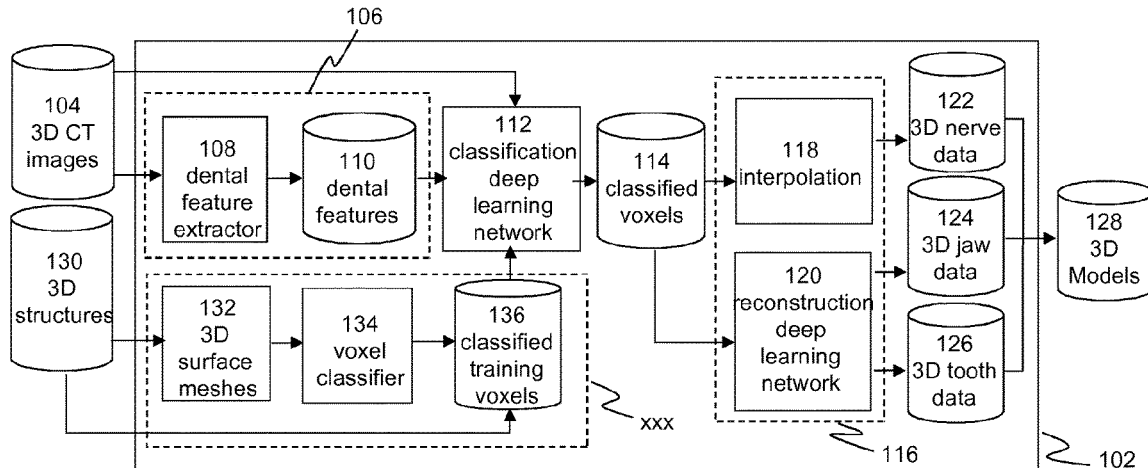 106
104
3D CT
images
108
dental
feature
extractor
110
dental
features
112
classification
deep
learning
network
114
classified
voxels
118
interpolation
122
3D nerve
data
124
3D jaw
data
128
3D
Models
130
3D
structures
132
3D
surface
meshes
134
voxel
classifier
136
classified
training
voxels
120
reconstruction
deep
learning
network
126
3D tooth
data
xxx
116
102